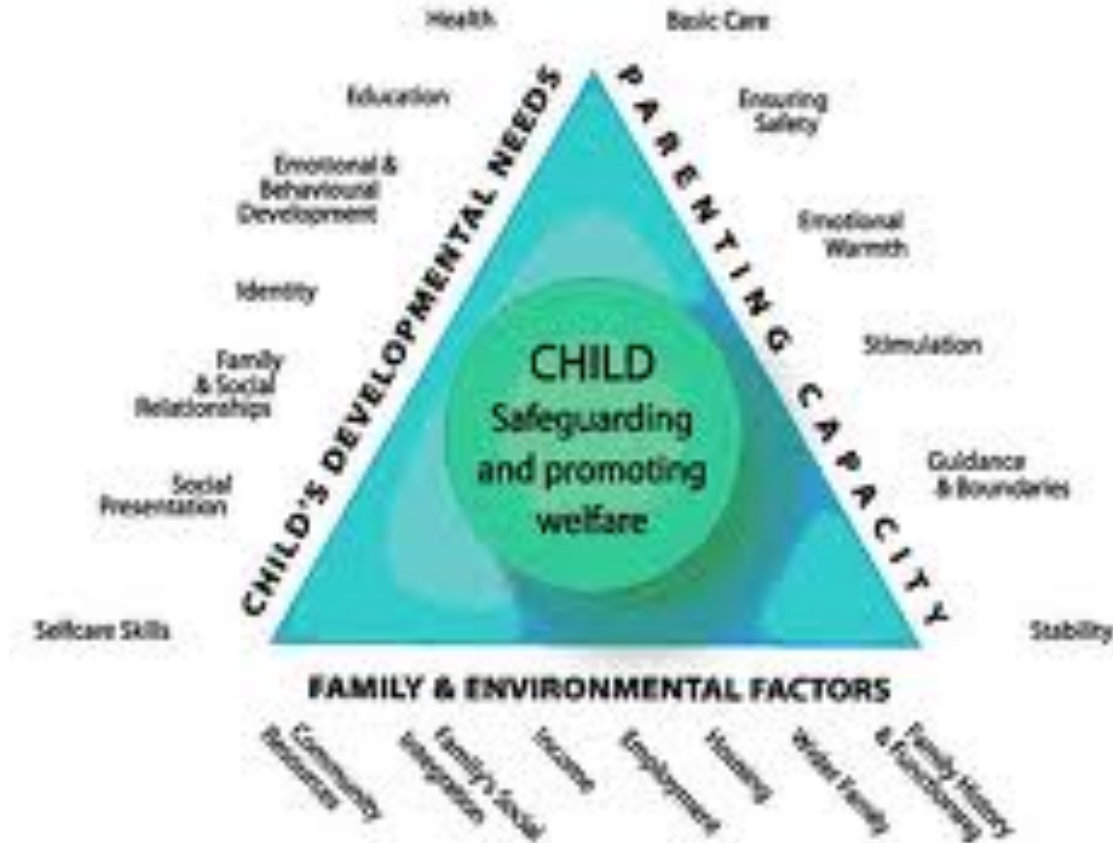 Health
Education
Emotional &
Behavioural
Development
Identity
Family
& Social
Relationships
Social
Presentation
Selfcare Skills
CHILD'S DEVELOPMENTAL NEEDS
Basic Care
Ensuring
Safety
Emotional
Warmth
Stimulation
Guidance
& Boundaries
Stability
PARENTING CAPACITY
CHILD
Safeguarding
and promoting
welfare
FAMILY & ENVIRONMENTAL FACTORS
Community
Resources
Family's Social
Integration
Income
Employment
Housing
Wider Family
Family History
& Functioning